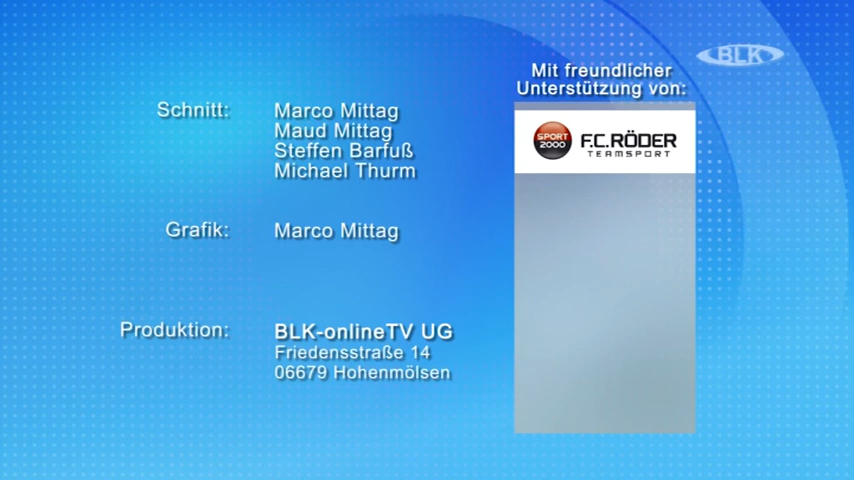 BLK
Mit freundlicher
Unterstützung von:
SPORT
2000
F.C. RÖDER
TEAMSPORT
Schnitt: Marco Mittag
Maud Mittag
Steffen Barfuß
Michael Thurm
Grafik: Marco Mittag
Produktion: BLK-onlineTV UG
Friedensstraße 14
06679 Hohenmölsen